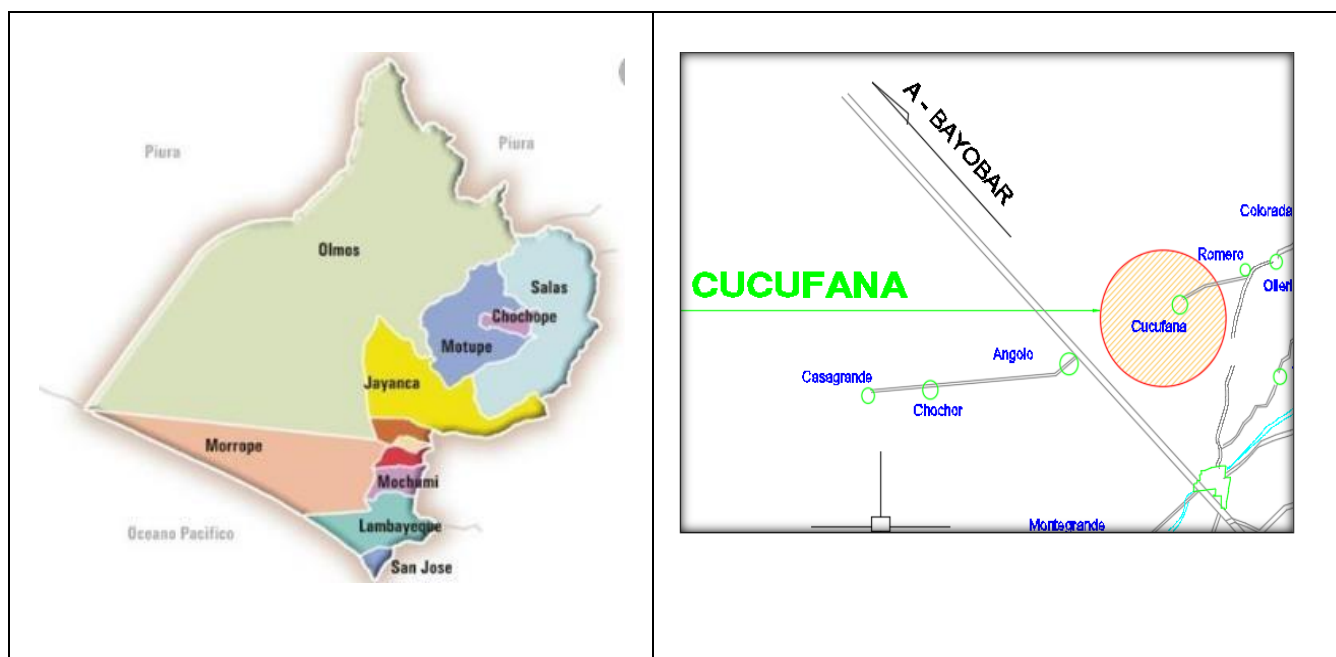 Piura
Piura
Olmos
Salas
Chochope
Motupe
Jayanca
Morrope
Mochumi
Lambayeque
Oceano Pacifico
San Jose
A - BAYOBAR
Colorada
Romero
CUCUFANA
Olleri
Cucufana
Angolo
Casagrande
Chochor
Montegrande